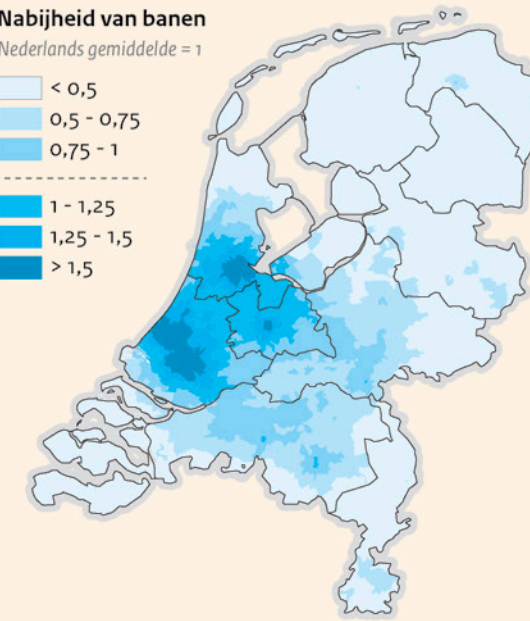 Nabijheid van banen
Nederlands gemiddelde = 1
< 0,5
0,5 - 0,75
0,75 - 1
1 - 1,25
1,25 - 1,5
> 1,5